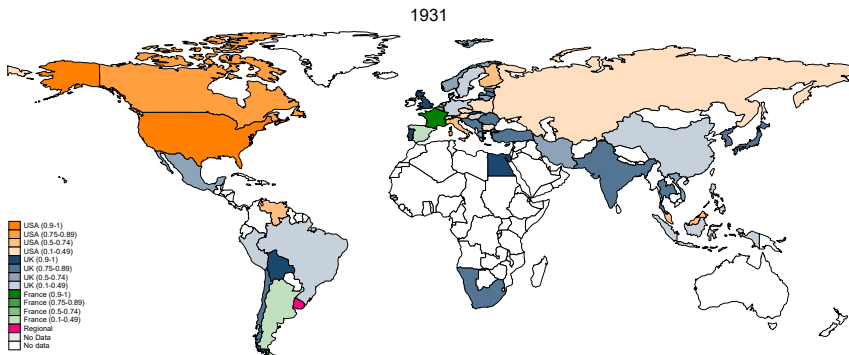 1931
USA (0.9-1)
USA (0.75-0.89)
USA (0.5-0.74)
USA (0.1-0.49)
UK (0.9-1)
UK (0.75-0.89)
UK (0.5-0.74)
UK (0.1-0.49)
France (0.9-1)
France (0.75-0.89)
France (0.5-0.74)
France (0.1-0.49)
Regional
No Data
No data